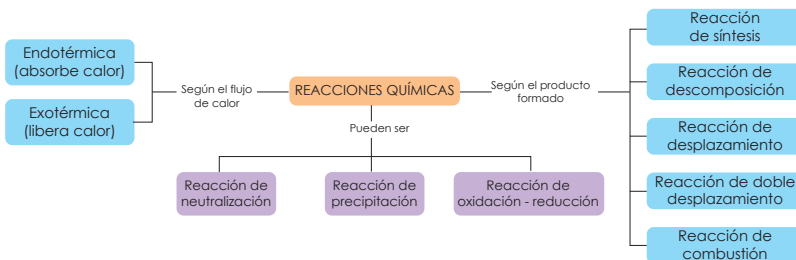 Endotérmica
(absorbe calor)
Exotérmica
(libera calor)
Según el flujo
de calor
REACCIONES QUÍMICAS
Según el producto
formado
Pueden ser
Reacción de
neutralización
Reacción de
precipitación
Reacción de
oxidación - reducción
Reacción
de síntesis
Reacción de
descomposición
Reacción de
desplazamiento
Reacción de doble
desplazamiento
Reacción de
combustión